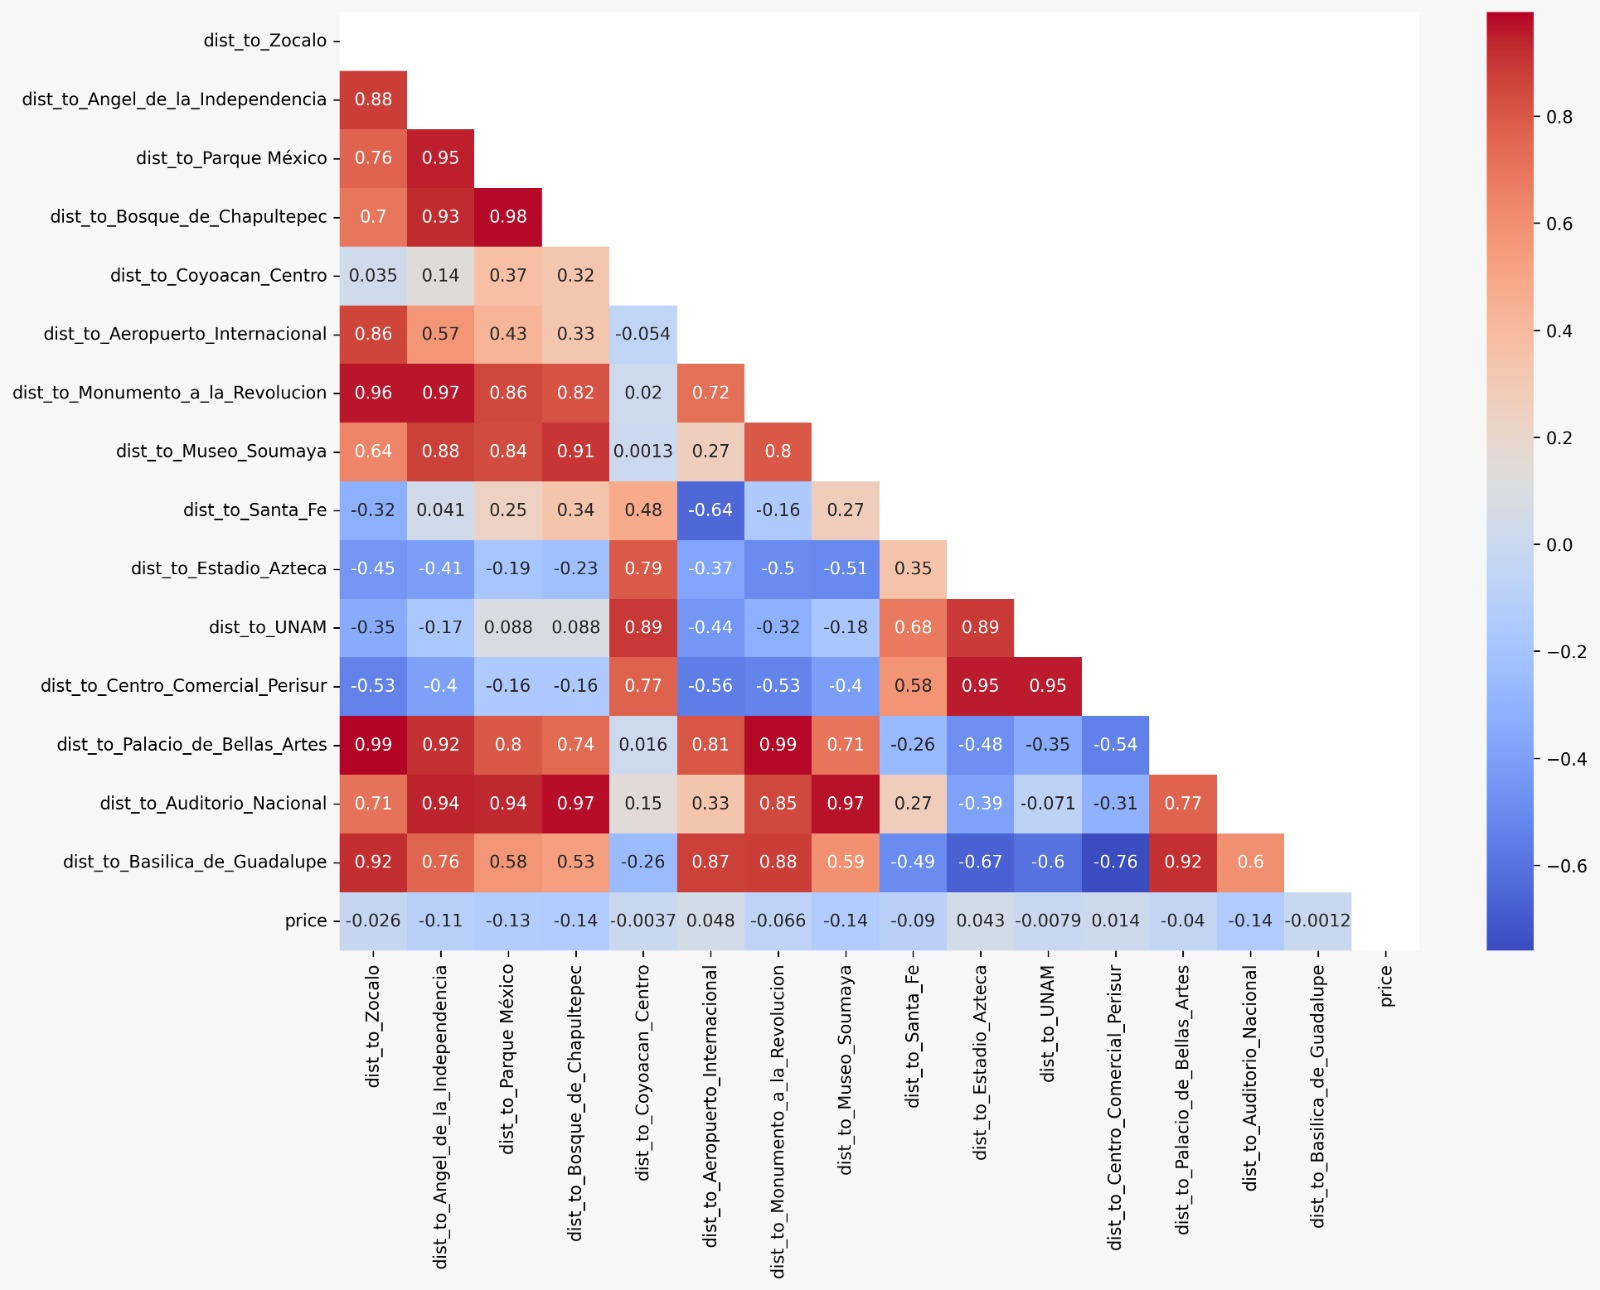 dist_to_Zocalo
dist_to_Angel_de_la_Independencia 0.88
dist_to_Parque México 0.76 0.95
dist_to_Bosque_de_Chapultepec 0.7 0.93 0.98
dist_to_Coyoacan_Centro 0.035 0.14 0.37 0.32
dist_to_Aeropuerto_Internacional 0.86 0.57 0.43 0.33 -0.054
dist_to_Monumento_a_la_Revolucion 0.96 0.97 0.86 0.82 0.02 0.72
dist_to_Museo_Soumaya 0.64 0.88 0.84 0.91 0.0013 0.27 0.8
dist_to_Santa_Fe -0.32 0.041 0.25 0.34 0.48 -0.64 -0.16 0.27
dist_to_Estadio_Azteca -0.45 -0.41 -0.19 -0.23 0.79 -0.37 -0.5 -0.51 0.35
dist_to_UNAM -0.35 -0.17 0.088 0.088 0.89 -0.44 -0.32 -0.18 0.68 0.89
dist_to_Centro_Comercial_Perisur -0.53 -0.4 -0.16 -0.16 0.77 -0.56 -0.53 -0.4 0.58 0.95 0.95
dist_to_Palacio_de_Bellas_Artes 0.99 0.92 0.8 0.74 0.016 0.81 0.99 0.71 -0.26 -0.48 -0.35 -0.54
dist_to_Auditorio_Nacional 0.71 0.94 0.94 0.97 0.15 0.33 0.85 0.97 0.27 -0.39 -0.071 -0.31 0.77
dist_to_Basilica_de_Guadalupe 0.92 0.76 0.58 0.53 -0.26 0.87 0.88 0.59 -0.49 -0.67 -0.6 -0.76 0.92 0.6
price -0.026 -0.11 -0.13 -0.14 -0.0037 0.048 -0.066 -0.14 -0.09 0.043 -0.0079 0.014 -0.04 -0.14 -0.0012
dist_to_Zocalo
dist_to_Angel_de_la_Independencia
dist_to_Parque México
dist_to_Bosque_de_Chapultepec
dist_to_Coyoacan_Centro
dist_to_Aeropuerto_Internacional
dist_to_Monumento_a_la_Revolucion
dist_to_Museo_Soumaya
dist_to_Santa_Fe
dist_to_Estadio_Azteca
dist_to_UNAM
dist_to_Centro_Comercial_Perisur
dist_to_Palacio_de_Bellas_Artes
dist_to_Auditorio_Nacional
dist_to_Basilica_de_Guadalupe
price
0.8
0.6
0.4
0.2
0.0
−0.2
−0.4
−0.6